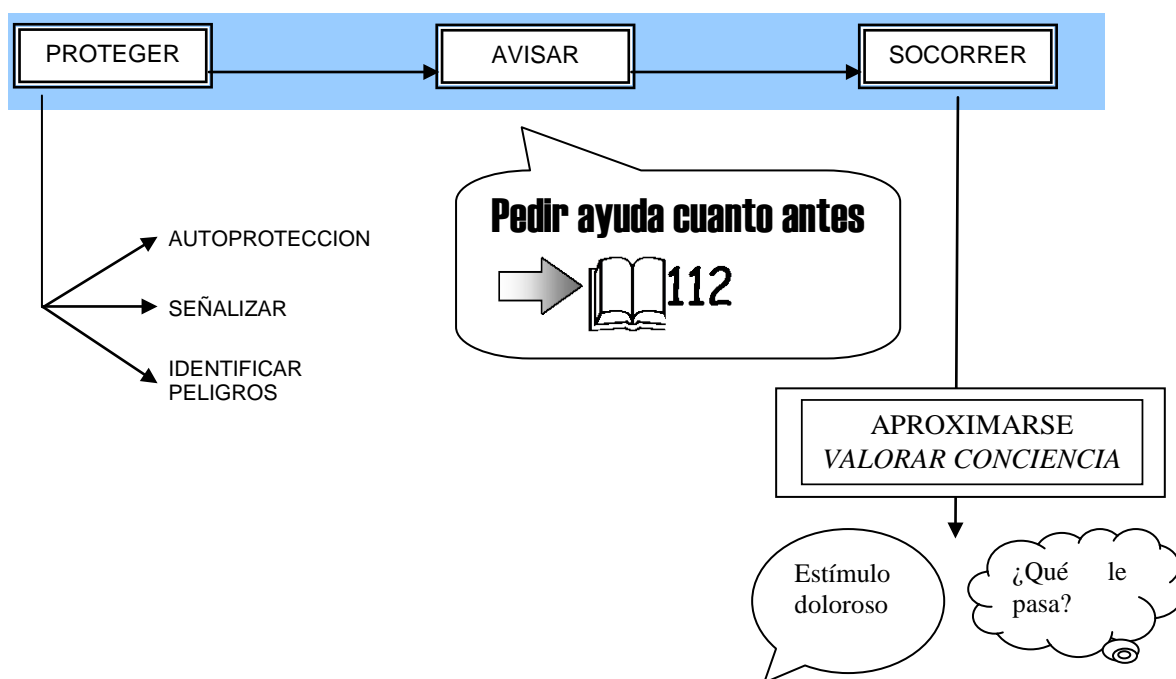 PROTEGER
AVISAR
SOCORRER
Pedir ayuda cuanto antes
112
AUTOPROTECCION
SEÑALIZAR
IDENTIFICAR
PELIGROS
APROXIMARSE
VALORAR CONCIENCIA
Estímulo
doloroso
¿Qué le
pasa?